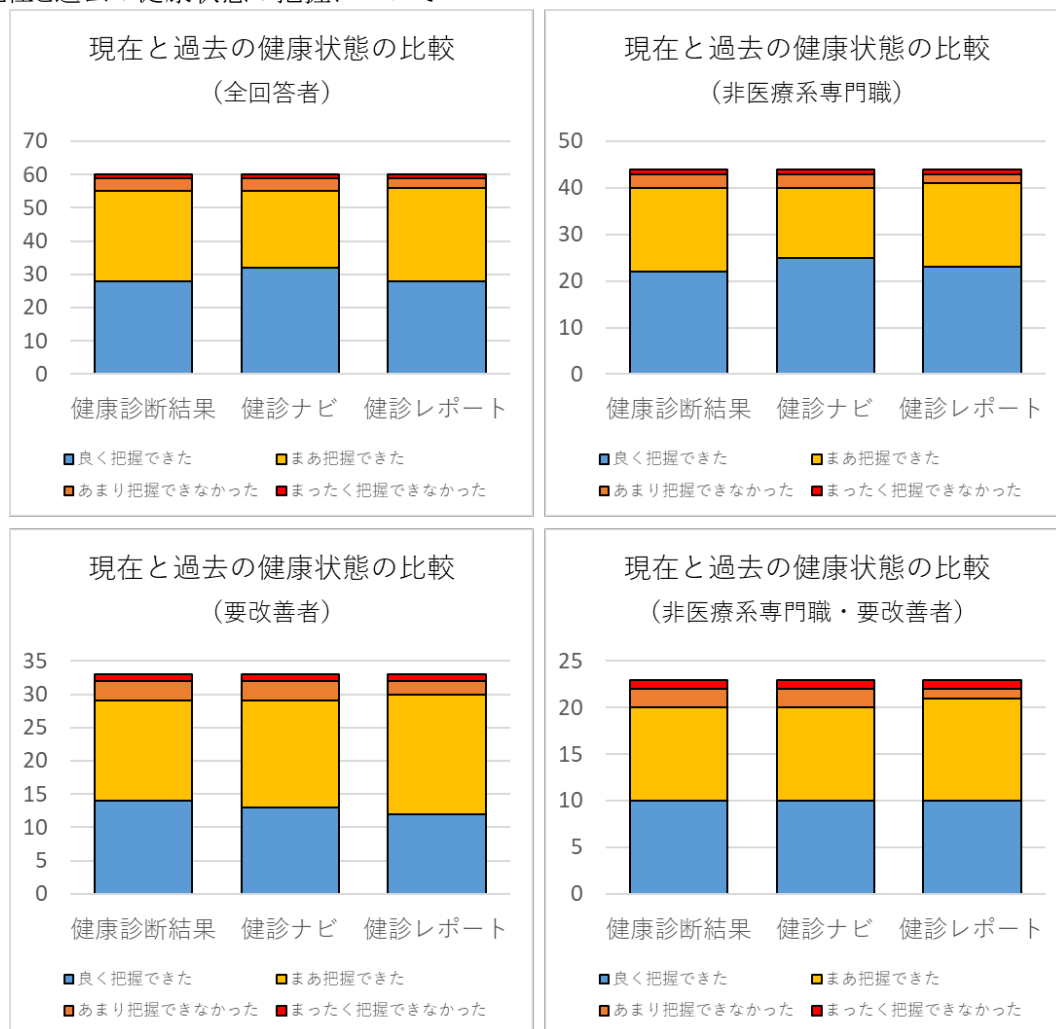 現在と過去の健康状態の比較
（全回答者）
70
60
50
40
30
20
10
0
健康診断結果 健診ナビ 健診レポート
良く把握できた まあ把握できた
あまり把握できなかった まったく把握できなかった
現在と過去の健康状態の比較
（非医療系専門職）
50
40
30
20
10
0
健康診断結果 健診ナビ 健診レポート
良く把握できた まあ把握できた
あまり把握できなかった まったく把握できなかった
現在と過去の健康状態の比較
（要改善者）
35
30
25
20
15
10
5
0
健康診断結果 健診ナビ 健診レポート
良く把握できた まあ把握できた
あまり把握できなかった まったく把握できなかった
現在と過去の健康状態の比較
（非医療系専門職・要改善者）
25
20
15
10
5
0
健康診断結果 健診ナビ 健診レポート
良く把握できた まあ把握できた
あまり把握できなかった まったく把握できなかった